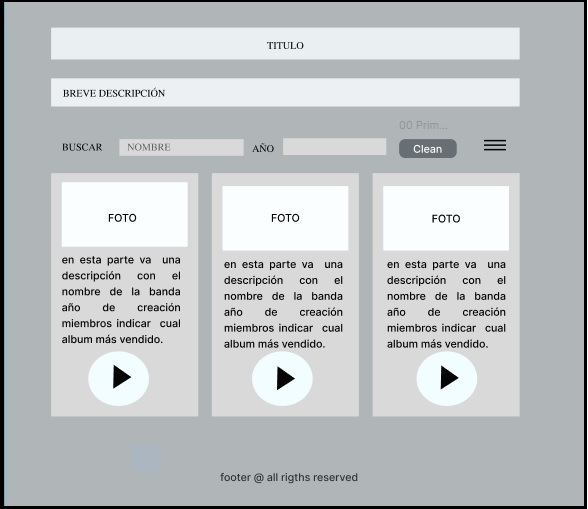 TITULO
BREVE DESCRIPCIÓN
00 Prim...
BUSCAR NOMBRE AÑO Clean
FOTO
en esta parte va una
descripción con el
nombre de la banda
año de creación
miembros indicar cual
album más vendido.
FOTO
en esta parte va una
descripción con el
nombre de la banda
año de creación
miembros indicar cual
album más vendido.
FOTO
en esta parte va una
descripción con el
nombre de la banda
año de creación
miembros indicar cual
album más vendido.
footer @ all rigths reserved